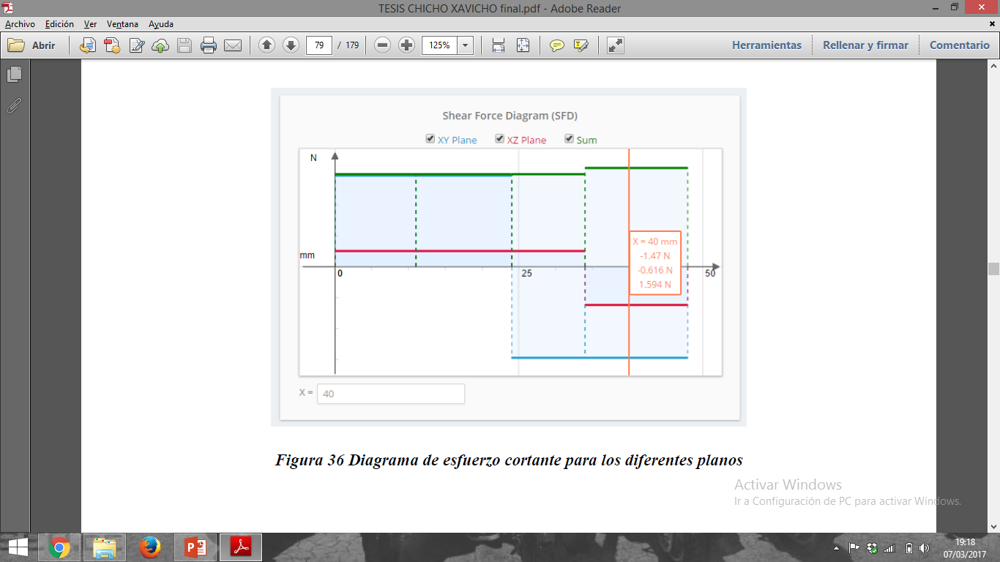 TESIS CHICHO XAVICHO final.pdf - Adobe Reader
Archivo Edición Ver Ventana Ayuda
Abrir 79 / 179 125% Herramientas Rellenar y firmar Comentario
Shear Force Diagram (SFD)
XY Plane XZ Plane Sum
N
X = 40 mm
mm -1.47 N
0 25 -0.616 N 50
1.594 N
X = 40
Figura 36 Diagrama de esfuerzo cortante para los diferentes planos
Activar Windows
Ir a Configuración de PC para activar Windows.
19:18
07/03/2017